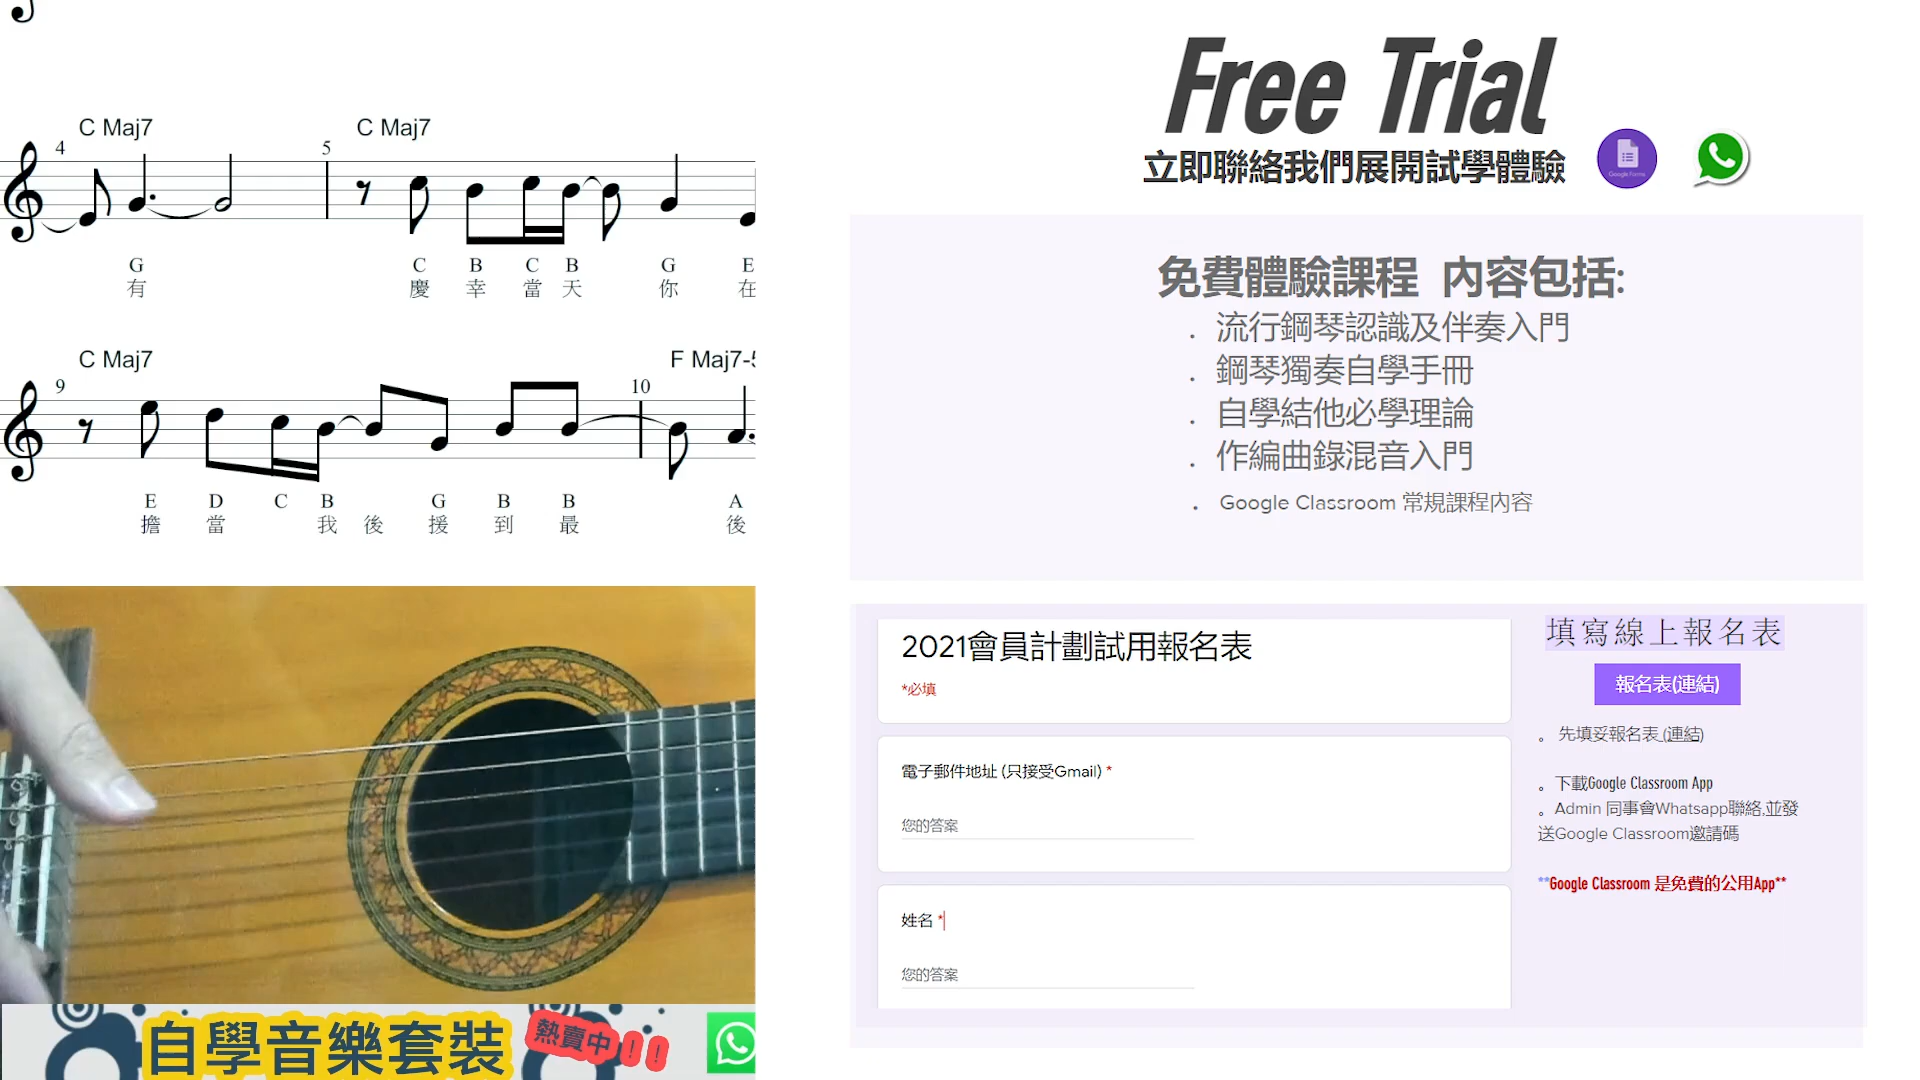 C Maj7 C Maj7
4 5
G C B C B G E
有 慶 幸 當 天 你 在
C Maj7 F Maj7-5
9 10
E D C B G B B A
擔 當 我 後 援 到 最 後
自學音樂套裝 熱賣中!!
Free Trial
立即聯絡我們展開試學體驗
Google Forms
免費體驗課程 內容包括:
. 流行鋼琴認識及伴奏入門
. 鋼琴獨奏自學手冊
. 自學結他必學理論
. 作編曲錄混音入門
. Google Classroom 常規課程內容
2021會員計劃試用報名表
*必填
電子郵件地址 (只接受Gmail) *
您的答案
姓名 *
您的答案
填寫線上報名表
報名表(連結)
。 先填妥報名表 (連結)
。下載Google Classroom App
。Admin 同事會Whatsapp聯絡,並發
送Google Classroom邀請碼
**Google Classroom 是免費的公用App**